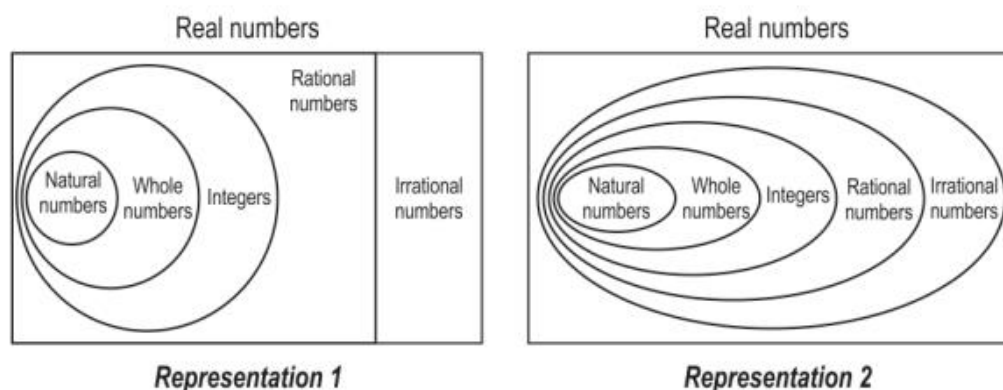 Real numbers
Rational
numbers
Natural
numbers
Whole
numbers
Integers
Irrational
numbers
Representation 1
Real numbers
Natural
numbers
Whole
numbers
Integers
Rational
numbers
Irrational
numbers
Representation 2